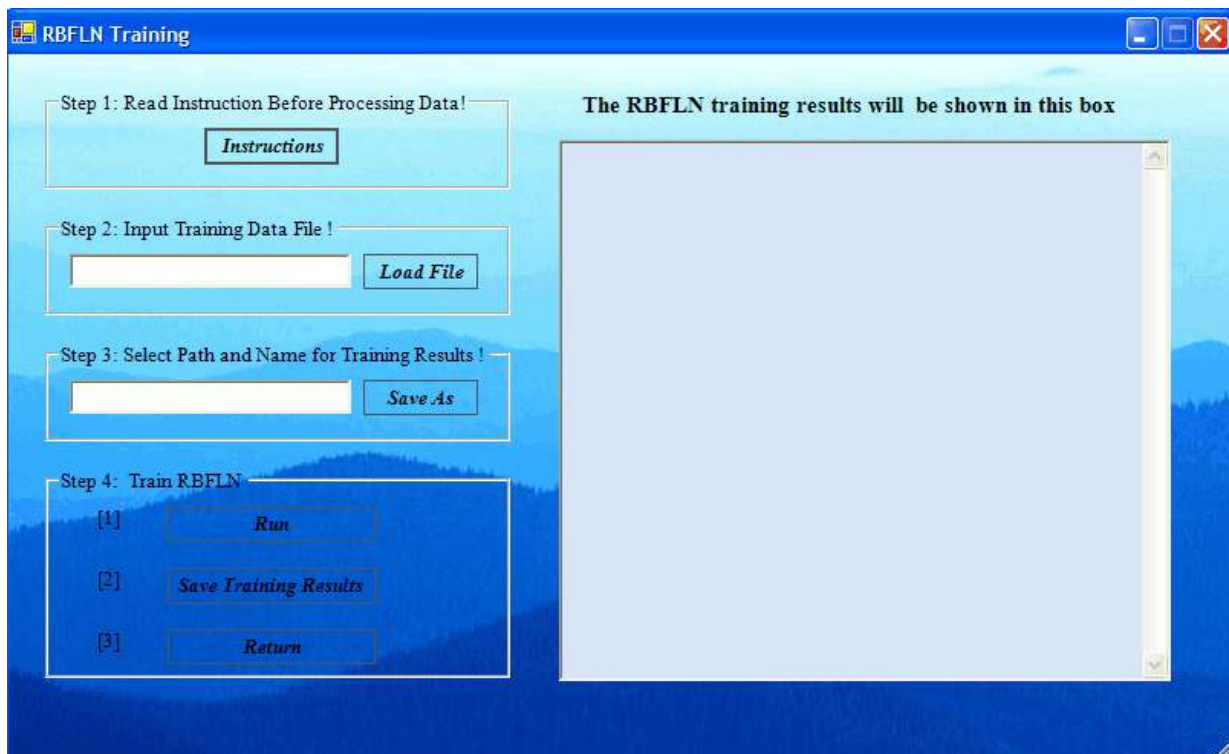 RBFLN Training
Step 1: Read Instruction Before Processing Data!
Instructions
Step 2: Input Training Data File !
Load File
Step 3: Select Path and Name for Training Results !
Save As
Step 4: Train RBFLN
[1] Run
[2] Save Training Results
[3] Return
The RBFLN training results will be shown in this box